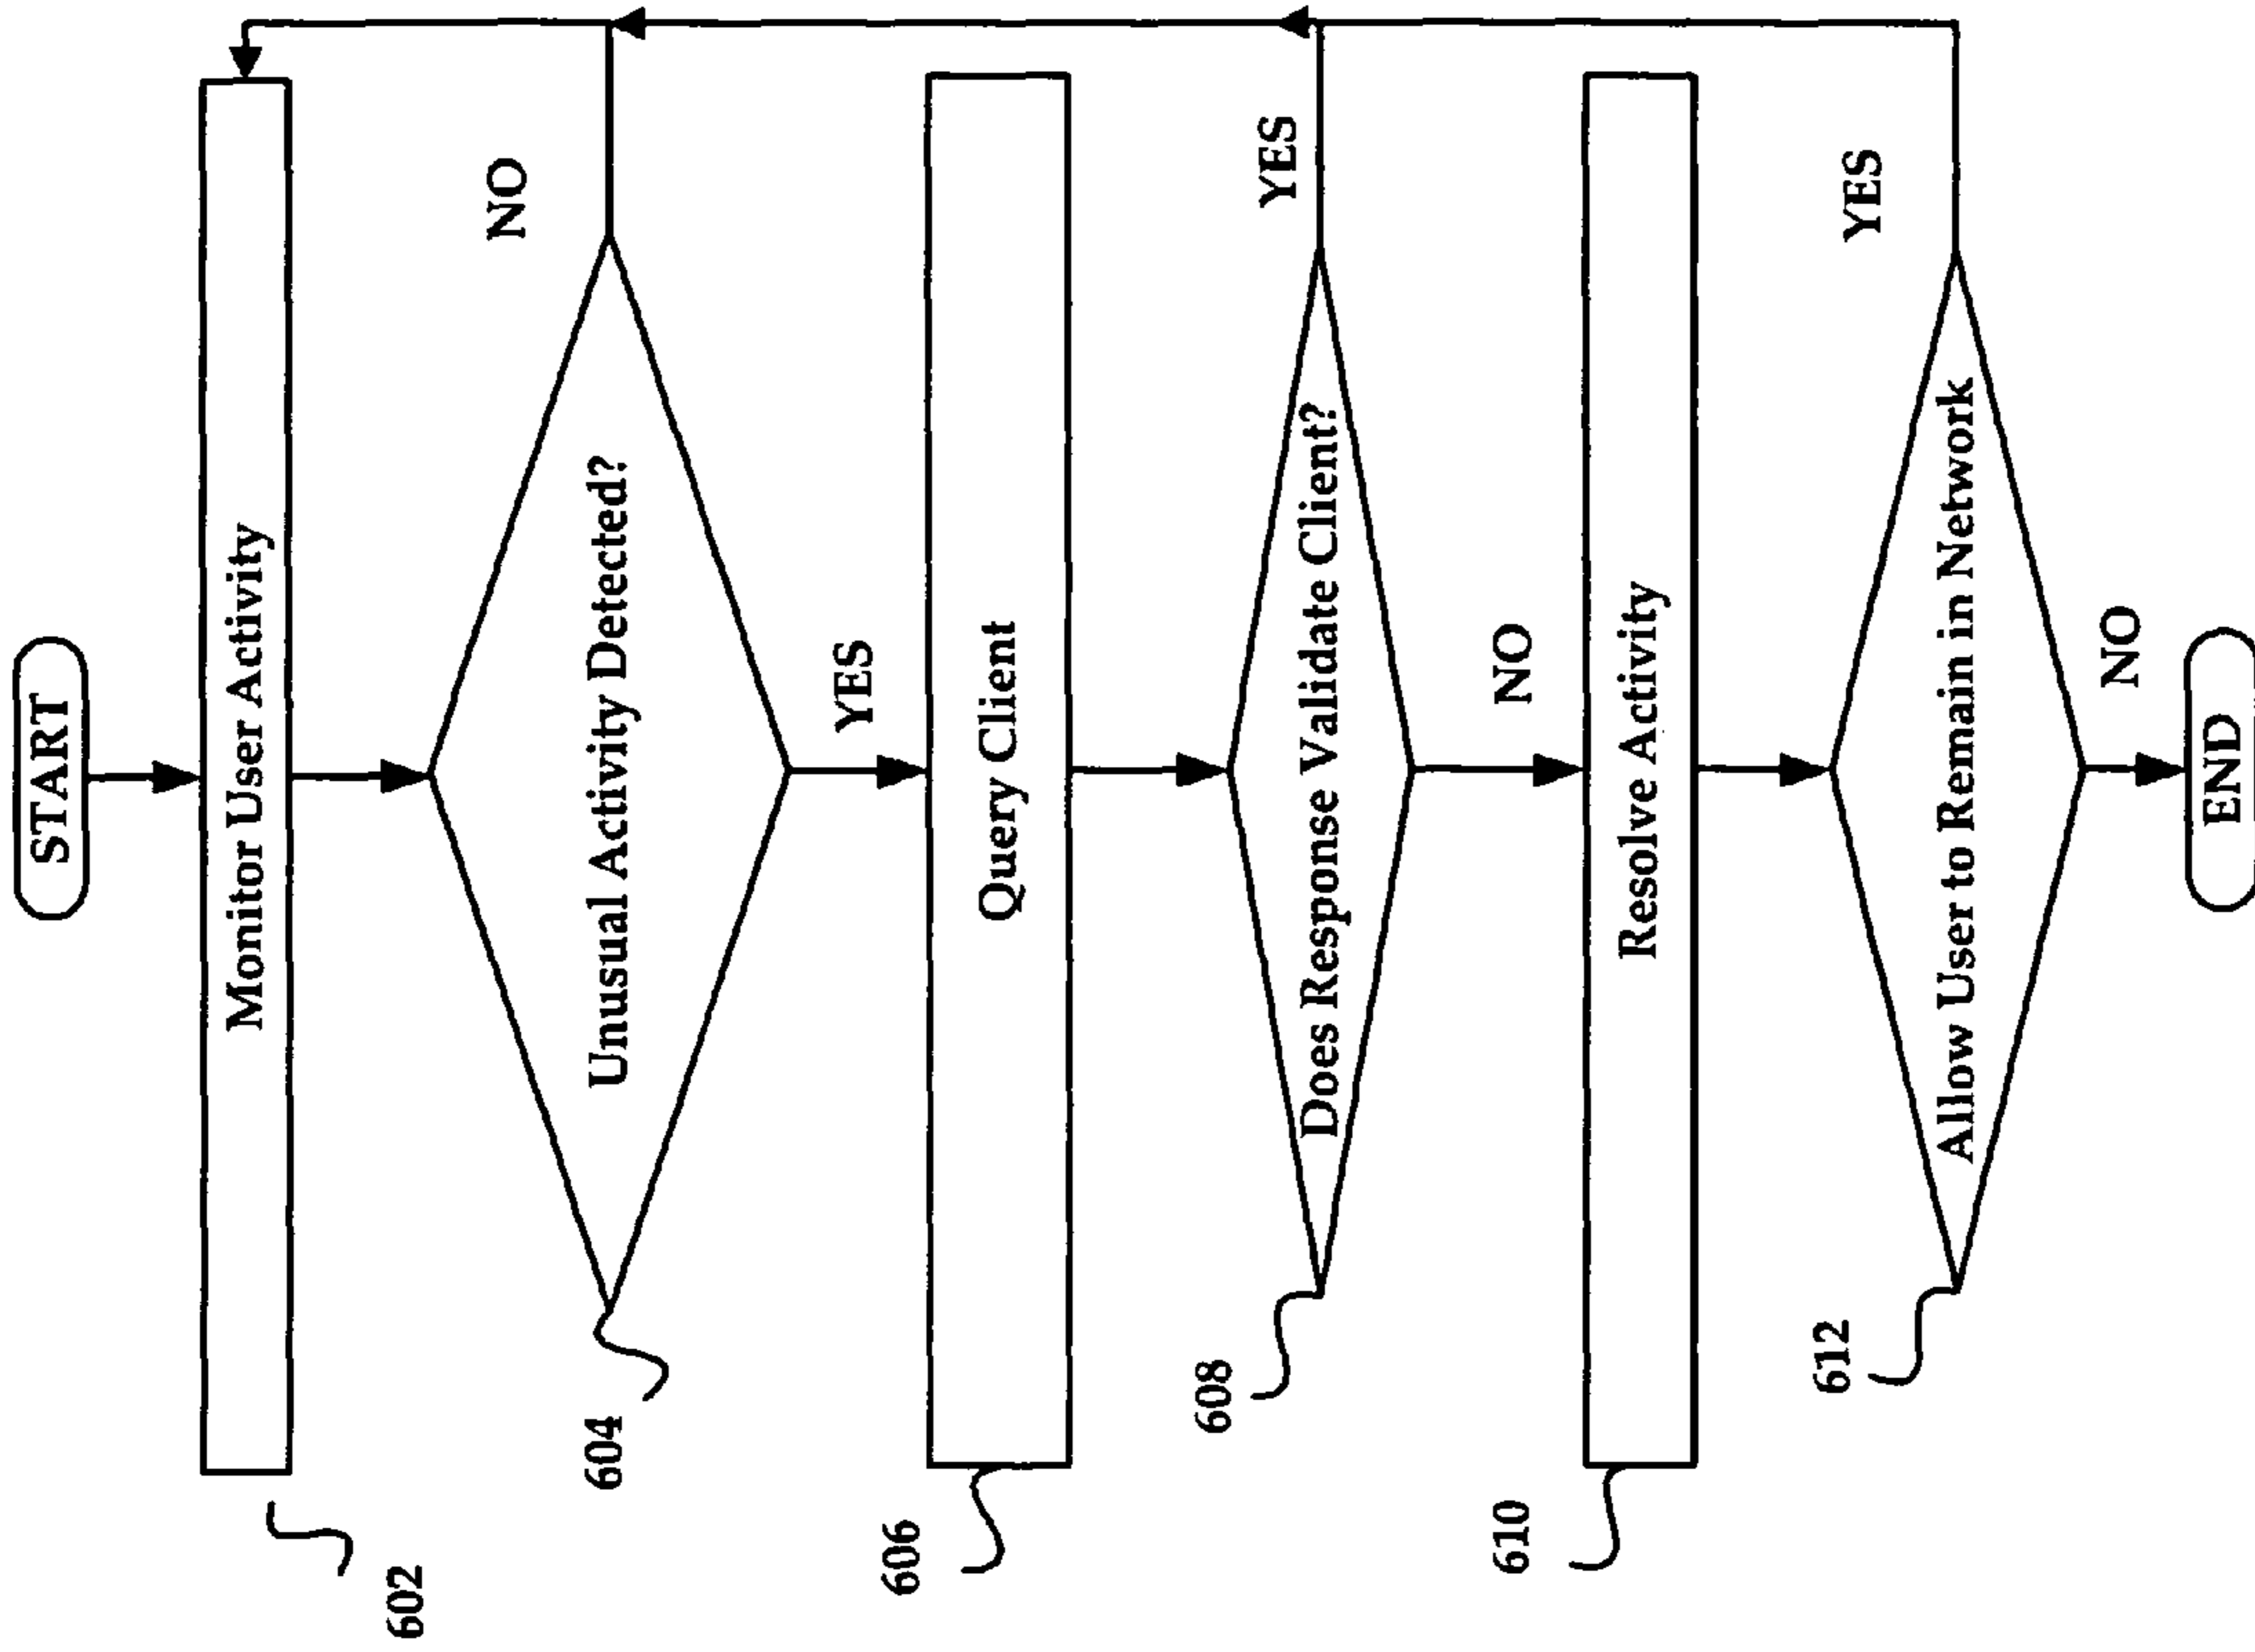 START
Monitor User Activity
602
Unusual Activity Detected?
NO
604
YES
Query Client
606
Does Response Validate Client?
YES
608
NO
Resolve Activity
610
Allow User to Remain in Network
YES
612
NO
END